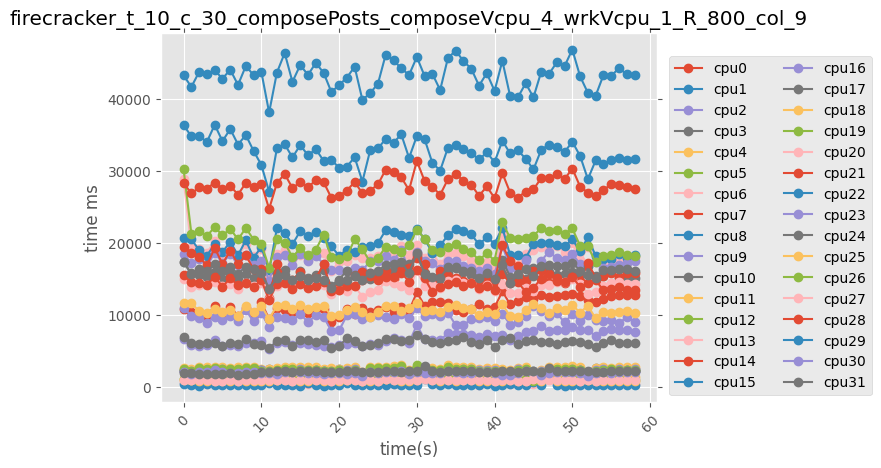 firecracker_t_10_c_30_composePosts_composeVcpu_4_wrkVcpu_1_R_800_col_9
time ms
40000
30000
20000
10000
0
0 10 20 30 40 50 60
time(s)
cpu0 cpu16
cpu1 cpu17
cpu2 cpu18
cpu3 cpu19
cpu4 cpu20
cpu5 cpu21
cpu6 cpu22
cpu7 cpu23
cpu8 cpu24
cpu9 cpu25
cpu10 cpu26
cpu11 cpu27
cpu12 cpu28
cpu13 cpu29
cpu14 cpu30
cpu15 cpu31